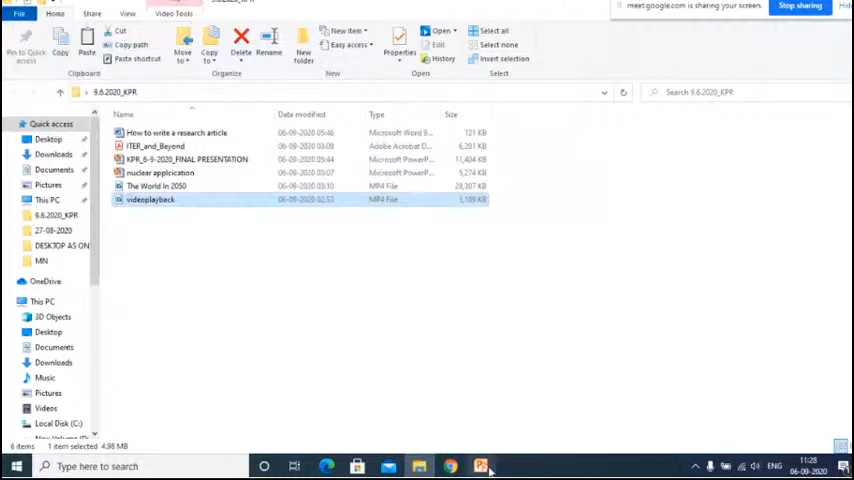 9.6.2020_KPR
meet.google.com is sharing your screen.
Stop sharing
Hide
File Home Share View Video Tools
Pin to Quick access
Copy
Paste
Cut
Copy path
Paste shortcut
Clipboard
Move to
Copy to
Delete
Rename
Organize
New folder
New item
Easy access
New
Properties
Open
Edit
History
Open
Select all
Select none
Invert selection
Select
9.6.2020_KPR
Search 9.6.2020_KPR
Name Date modified Type Size
How to write a research article 06-09-2020 05:46 Microsoft Word 9... 121 KB
ITER_and_Beyond 06-09-2020 03:08 Adobe Acrobat D... 6,201 KB
KPR_6-9-2020_FINAL PRESENTATION 06-09-2020 05:44 Microsoft PowerP... 11,404 KB
nuclear applcication 06-09-2020 03:07 Microsoft PowerP... 5,274 KB
The World In 2050 06-09-2020 03:10 MP4 File 28,307 KB
videoplayback 06-09-2020 02:53 MP4 File 5,109 KB
Quick access
Desktop
Downloads
Documents
Pictures
This PC
9.6.2020_KPR
27-08-2020
DESKTOP AS ON
MN
OneDrive
This PC
3D Objects
Desktop
Documents
Downloads
Music
Pictures
Videos
Local Disk (C:)
6 items 1 item selected 4.98 MB
Type here to search
ENG
11:28
06-09-2020